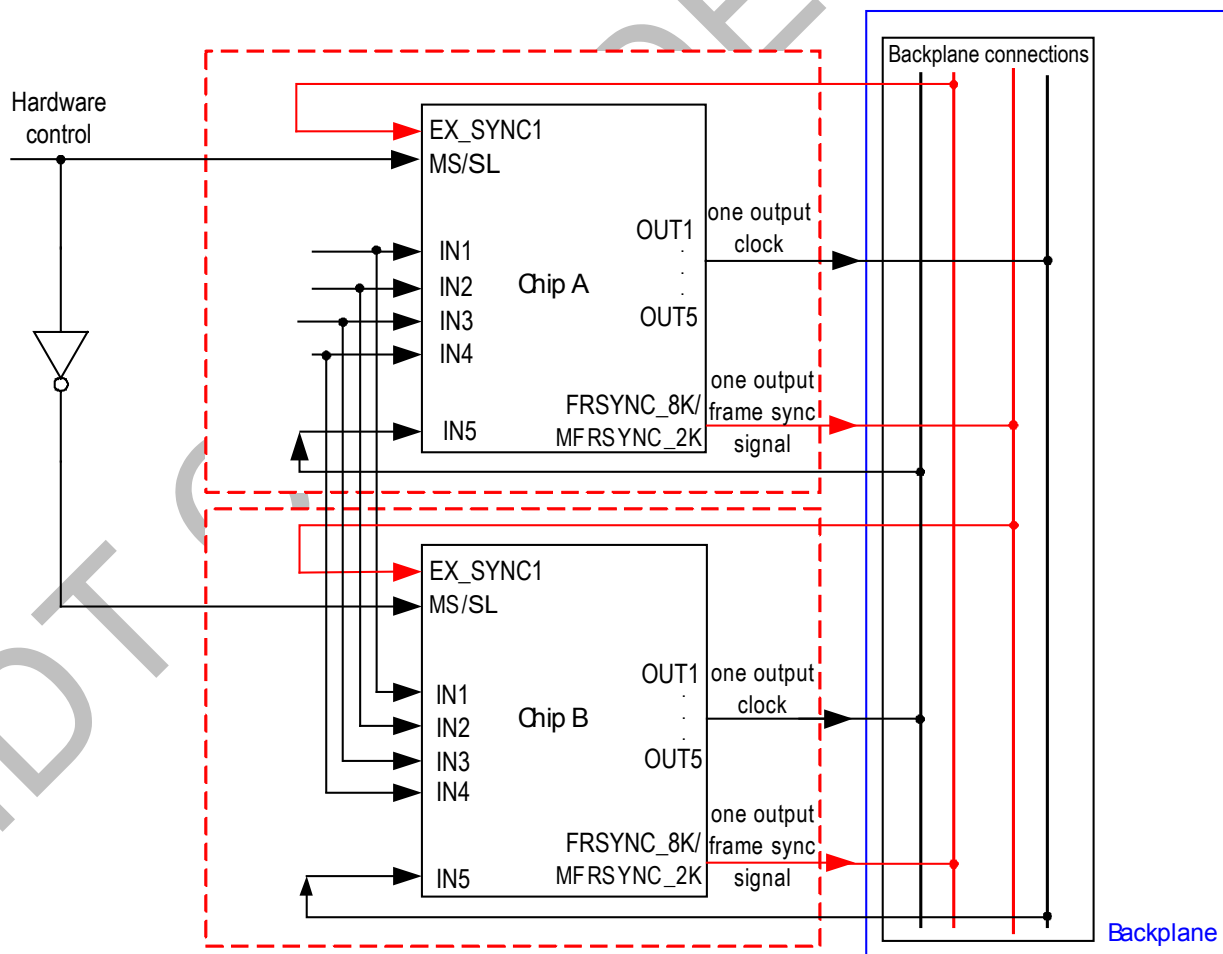 Backplane connections
Hardware
control
EX_SYNC1
MS/SL
IN1
IN2
IN3
IN4
IN5
Chip A
OUT1
.
.
.
OUT5
FRSYNC_8K/
MFRSYNC_2K
one output
clock
one output
frame sync
signal
EX_SYNC1
MS/SL
IN1
IN2
IN3
IN4
IN5
Chip B
OUT1
.
.
.
OUT5
FRSYNC_8K/
MFRSYNC_2K
one output
clock
one output
frame sync
signal
Backplane